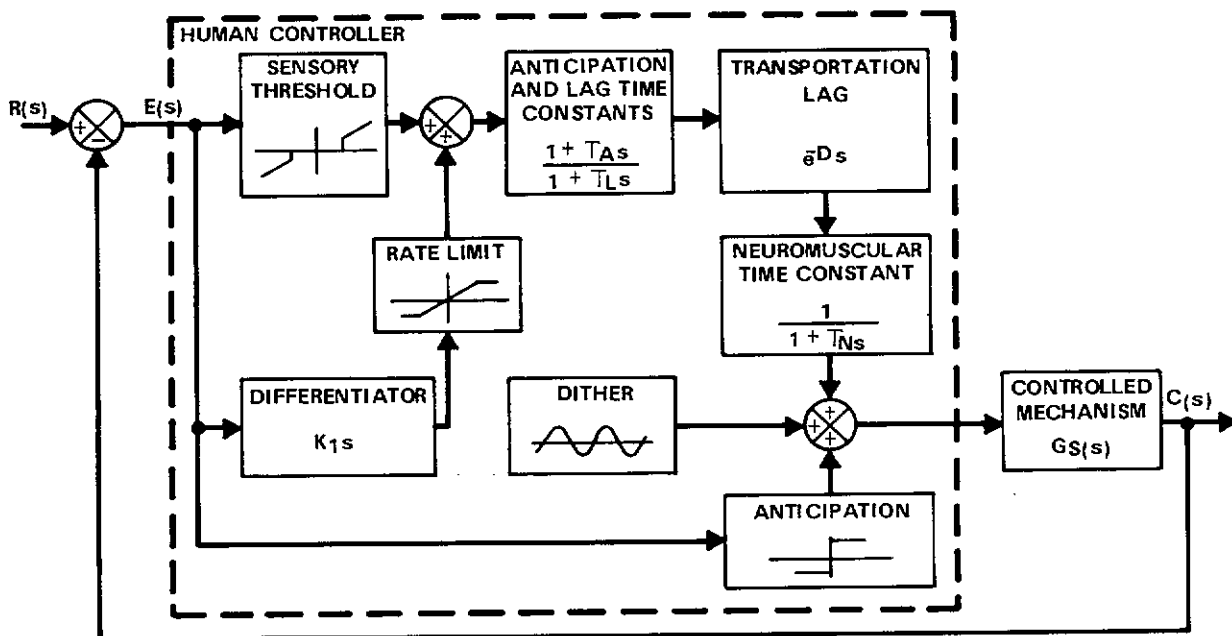 HUMAN CONTROLLER
SENSORY
THRESHOLD
ANTICIPATION
AND LAG TIME
CONSTANTS
1 + TAs
1 + TLs
TRANSPORTATION
LAG
e-Ds
R(s)
E(s)
+
-
+
+
RATE LIMIT
NEUROMUSCULAR
TIME CONSTANT
1
1 + TNs
DIFFERENTIATOR
K1s
DITHER
+
+
+
CONTROLLED
MECHANISM
GS(s)
C(s)
ANTICIPATION